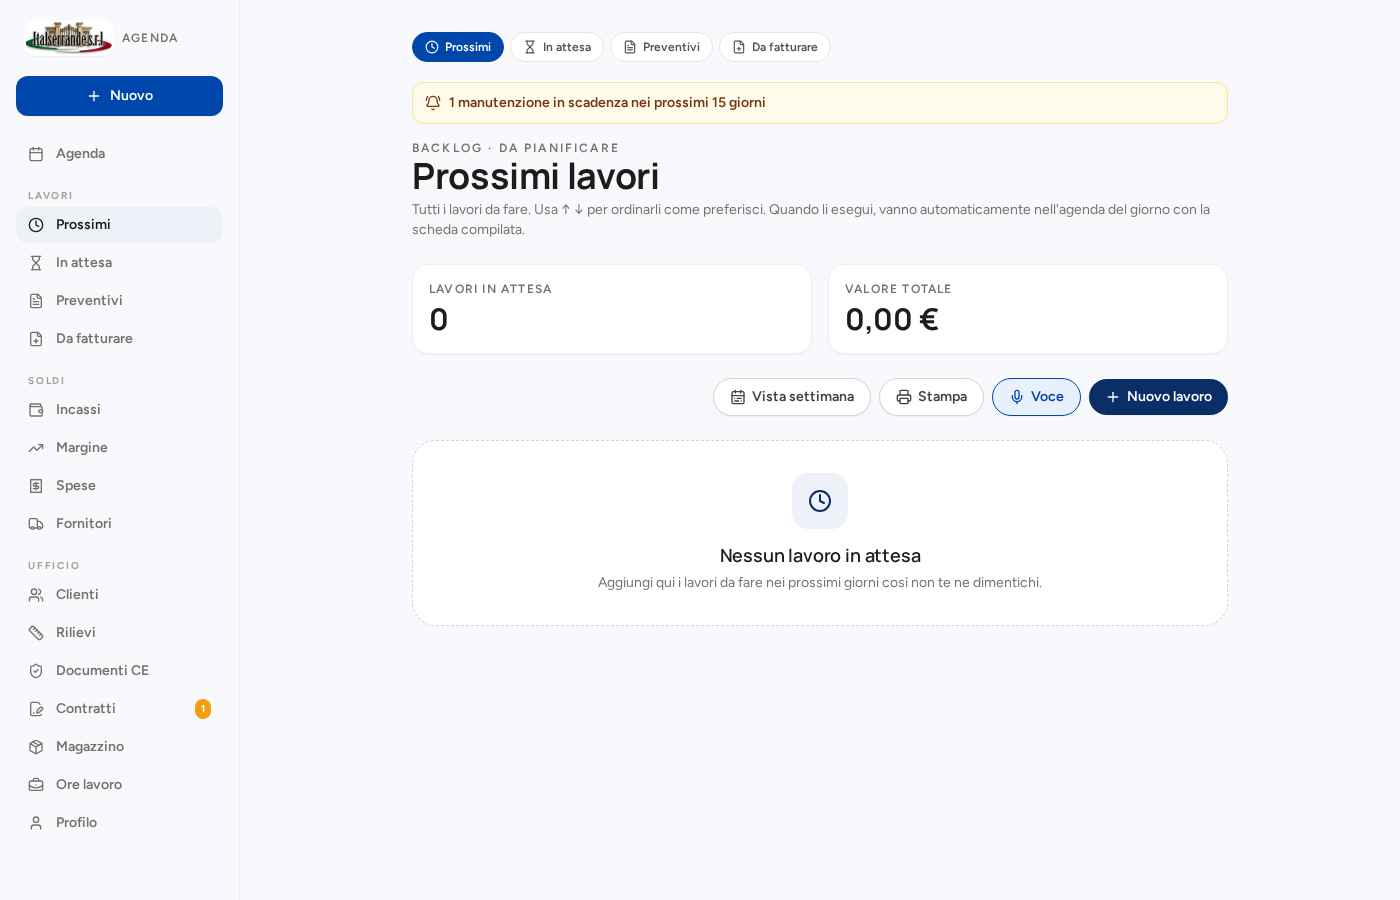 Italserrande s.r.l.
AGENDA
Nuovo
Agenda
LAVORI
Prossimi
In attesa
Preventivi
Da fatturare
SOLDI
Incassi
Margine
Spese
Fornitori
UFFICIO
Clienti
Rilievi
Documenti CE
Contratti
1
Magazzino
Ore lavoro
Profilo
Prossimi
In attesa
Preventivi
Da fatturare
1 manutenzione in scadenza nei prossimi 15 giorni
BACKLOG · DA PIANIFICARE
Prossimi lavori
Tutti i lavori da fare. Usa ↑ ↓ per ordinarli come preferisci. Quando li esegui, vanno automaticamente nell'agenda del giorno con la
scheda compilata.
LAVORI IN ATTESA
0
VALORE TOTALE
0,00 €
Vista settimana
Stampa
Voce
Nuovo lavoro
Nessun lavoro in attesa
Aggiungi qui i lavori da fare nei prossimi giorni così non te ne dimentichi.